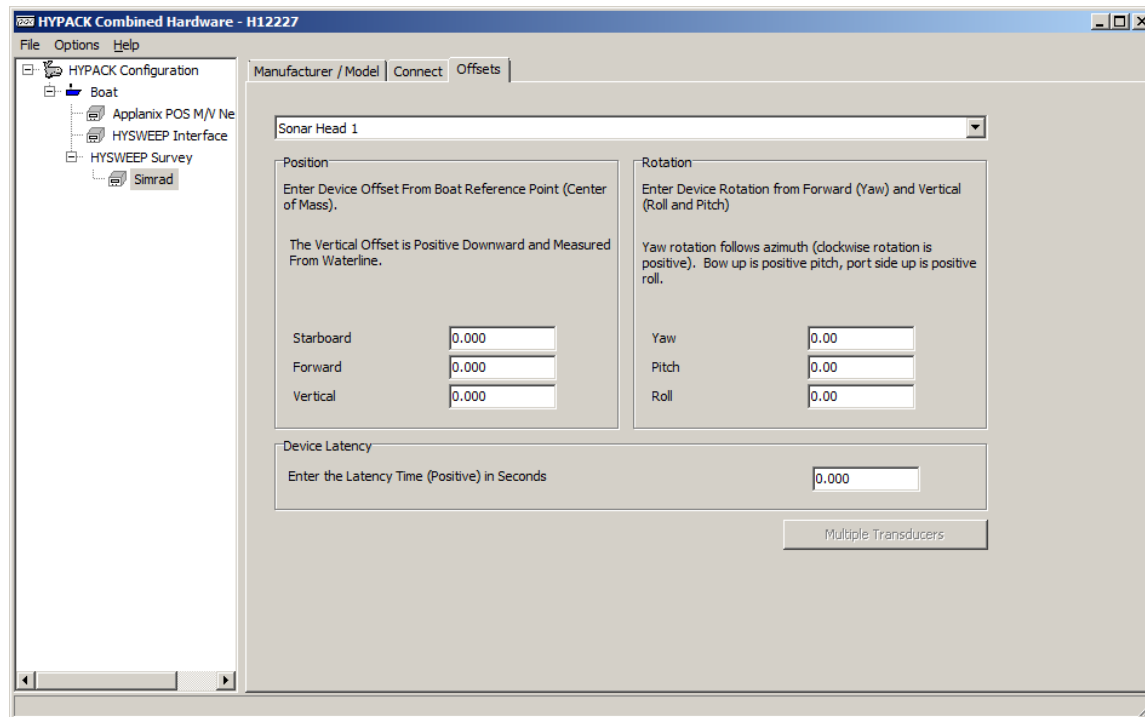 HYPACK Combined Hardware - H12227
File Options Help
HYPACK Configuration
Boat
Applanix POS M/V Ne
HYSWEEP Interface
HYSWEEP Survey
Simrad
Manufacturer / Model Connect Offsets
Sonar Head 1
Position
Enter Device Offset From Boat Reference Point (Center
of Mass).
The Vertical Offset is Positive Downward and Measured
From Waterline.
Starboard 0.000
Forward 0.000
Vertical 0.000
Rotation
Enter Device Rotation from Forward (Yaw) and Vertical
(Roll and Pitch)
Yaw rotation follows azimuth (clockwise rotation is
positive). Bow up is positive pitch, port side up is positive
roll.
Yaw 0.00
Pitch 0.00
Roll 0.00
Device Latency
Enter the Latency Time (Positive) in Seconds 0.000
Multiple Transducers